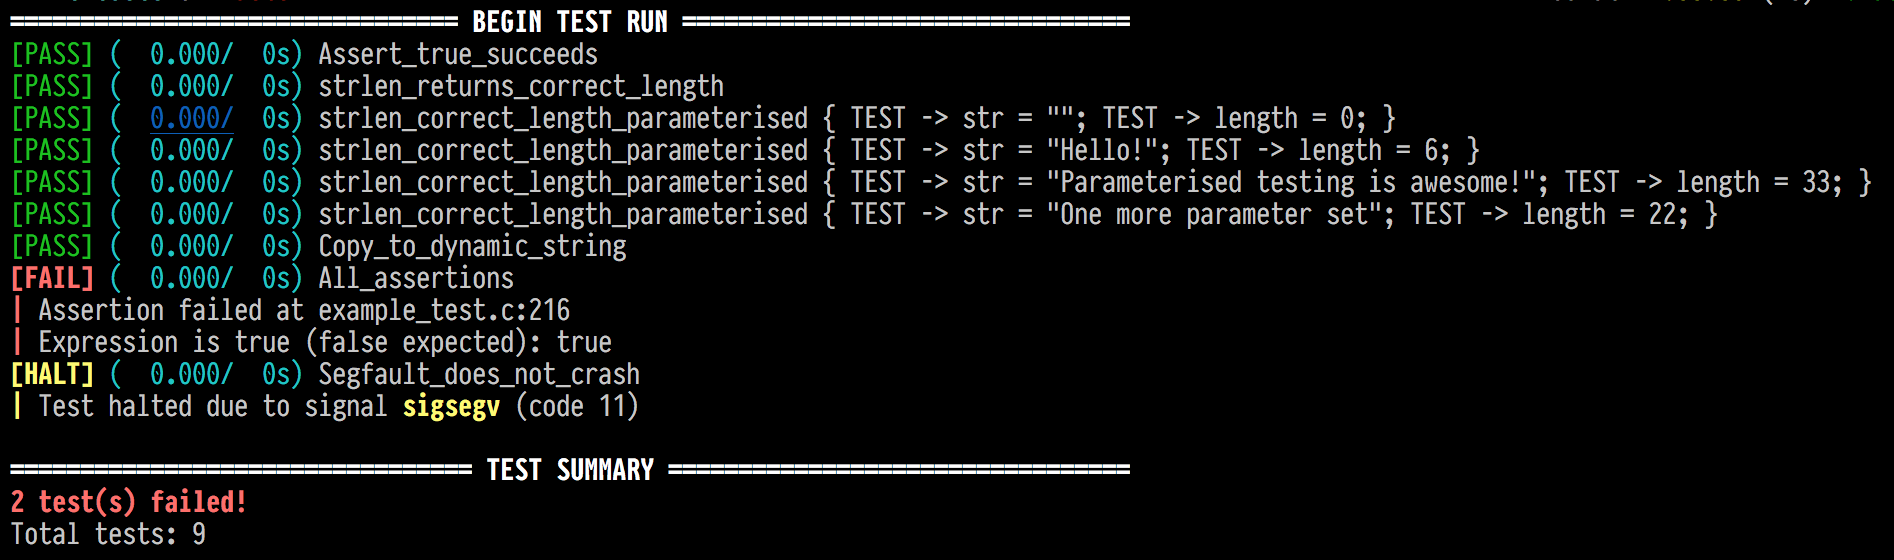 ══════════════════════════════ BEGIN TEST RUN ══════════════════════════════
[PASS] (  0.000/  0s) Assert_true_succeeds
[PASS] (  0.000/  0s) strlen_returns_correct_length
[PASS] (  0.000/  0s) strlen_correct_length_parameterised { TEST -> str = ""; TEST -> length = 0; }
[PASS] (  0.000/  0s) strlen_correct_length_parameterised { TEST -> str = "Hello!"; TEST -> length = 6; }
[PASS] (  0.000/  0s) strlen_correct_length_parameterised { TEST -> str = "Parameterised testing is awesome!"; TEST -> length = 33; }
[PASS] (  0.000/  0s) strlen_correct_length_parameterised { TEST -> str = "One more parameter set"; TEST -> length = 22; }
[PASS] (  0.000/  0s) Copy_to_dynamic_string
[FAIL] (  0.000/  0s) All_assertions
| Assertion failed at example_test.c:216
| Expression is true (false expected): true
[HALT] (  0.000/  0s) Segfault_does_not_crash
| Test halted due to signal sigsegv (code 11)
═══════════════════════════════ TEST SUMMARY ═══════════════════════════════
2 test(s) failed!
Total tests: 9